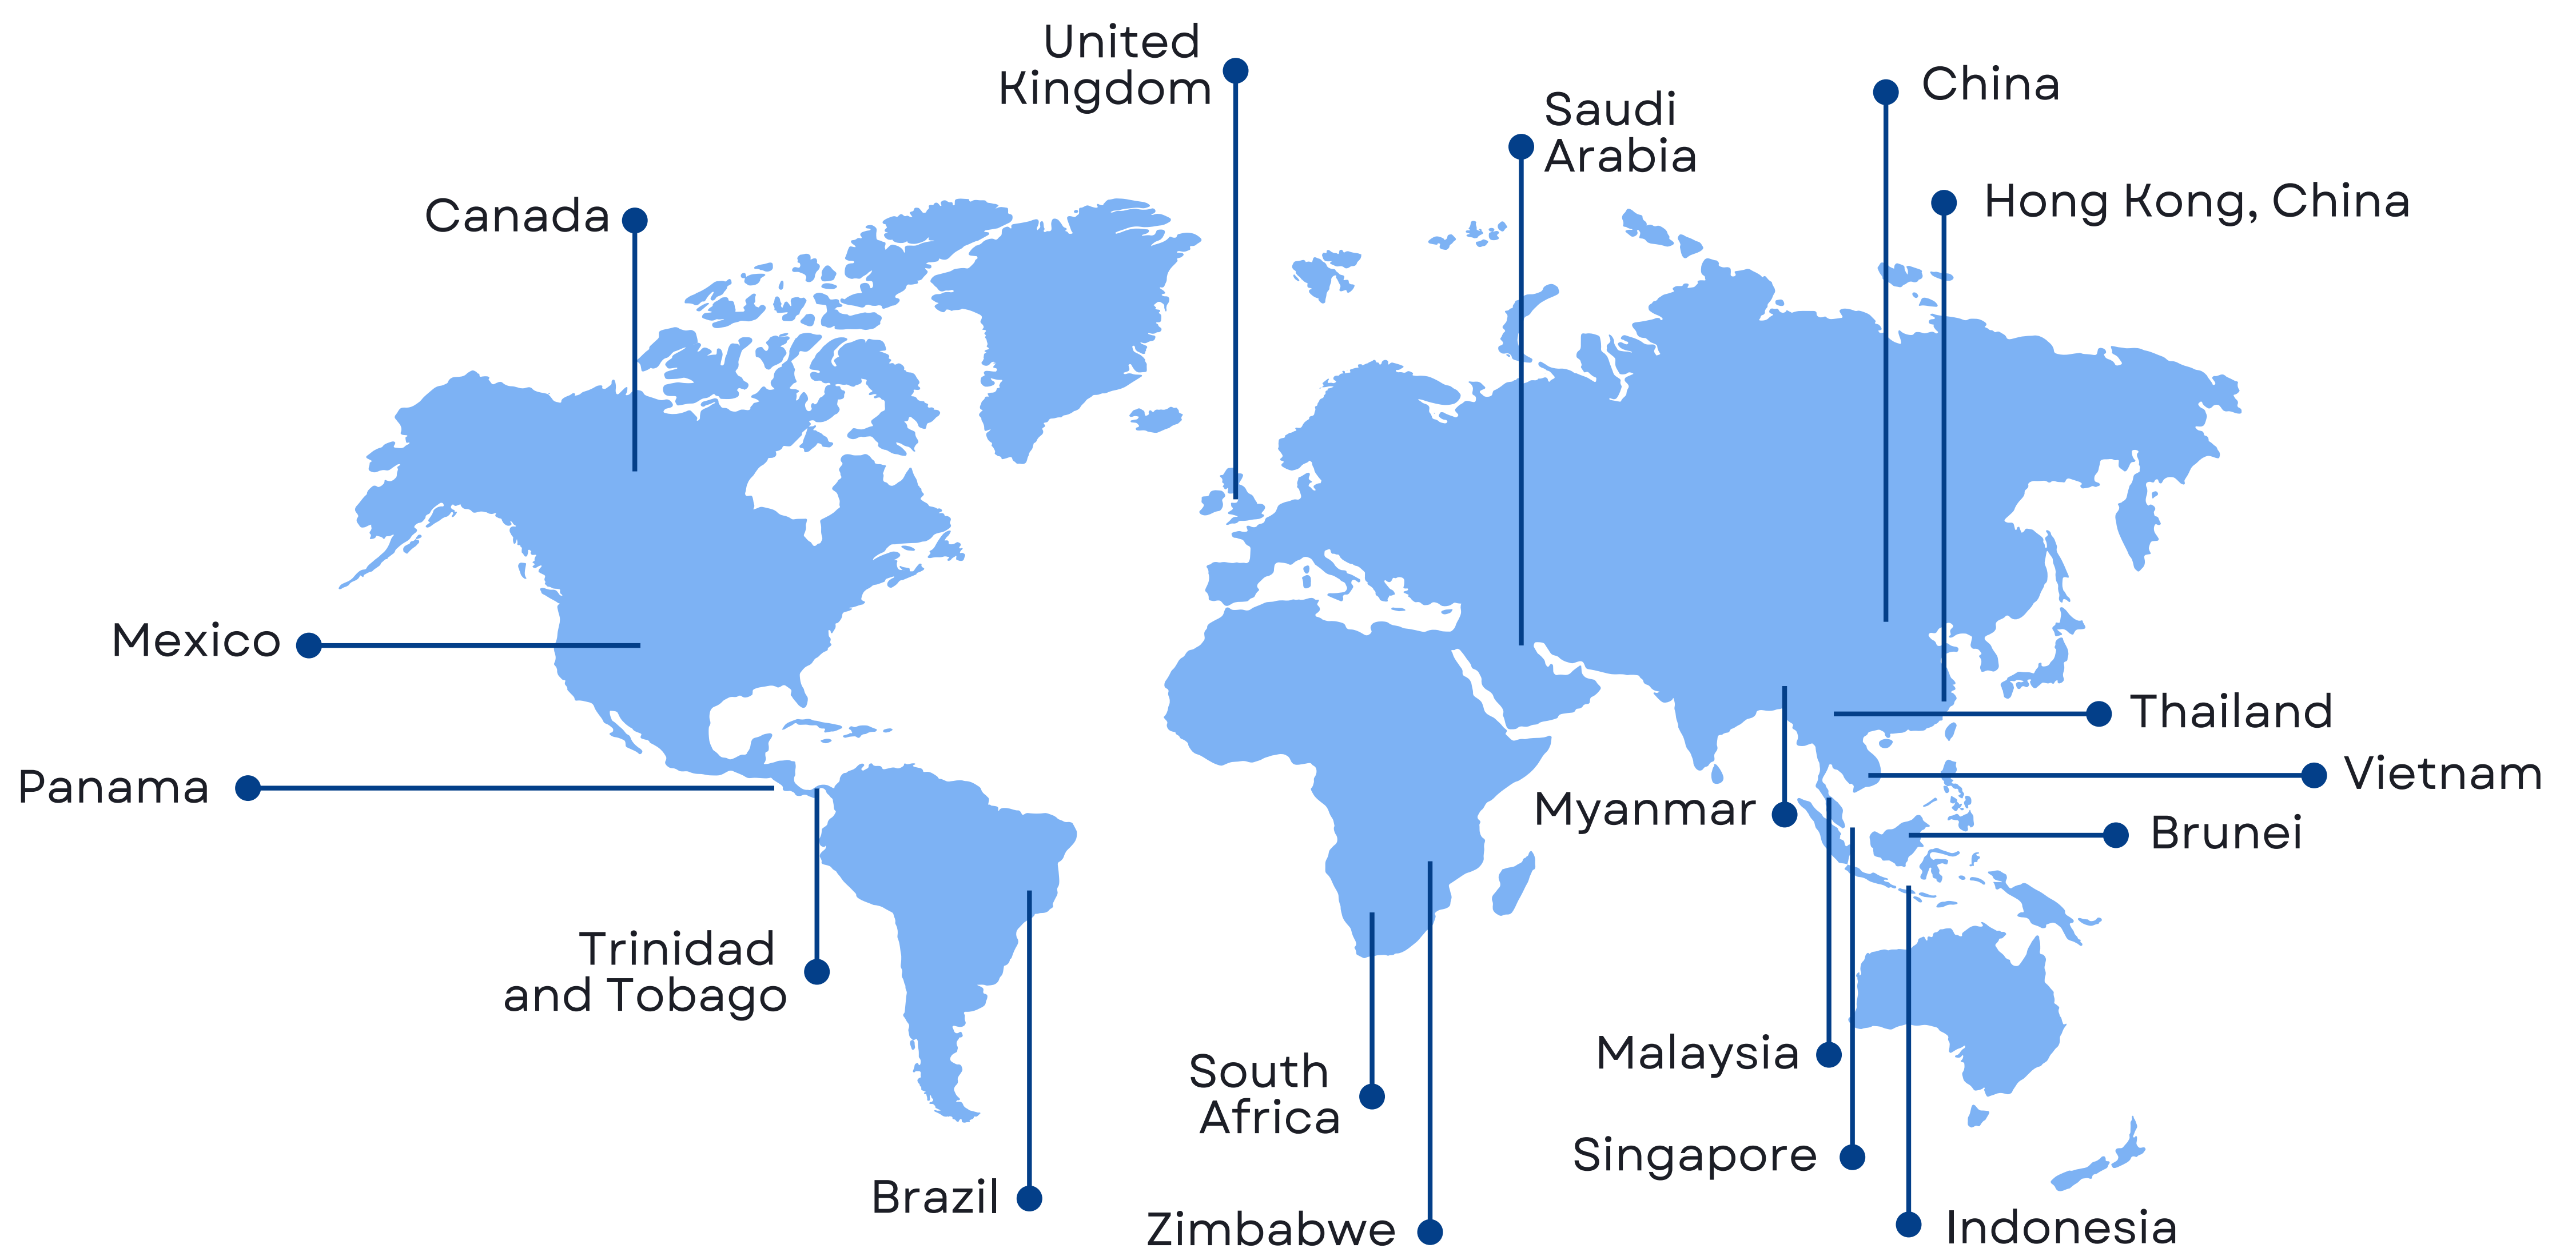 United
Kingdom
China
Saudi
Arabia
Canada
Hong Kong, China
Mexico
Thailand
Vietnam
Panama
Myanmar
Brunei
Trinidad
and Tobago
Malaysia
South
Africa
Singapore
Brazil
Zimbabwe
Indonesia